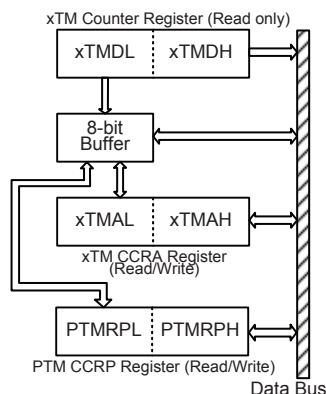 xTM Counter Register (Read only)
xTMDL xTMDH
8-bit
Buffer
xTMAL xTMAH
xTM CCRA Register
(Read/Write)
PTMRPL PTMRPH
PTM CCRP Register (Read/Write)
Data Bus